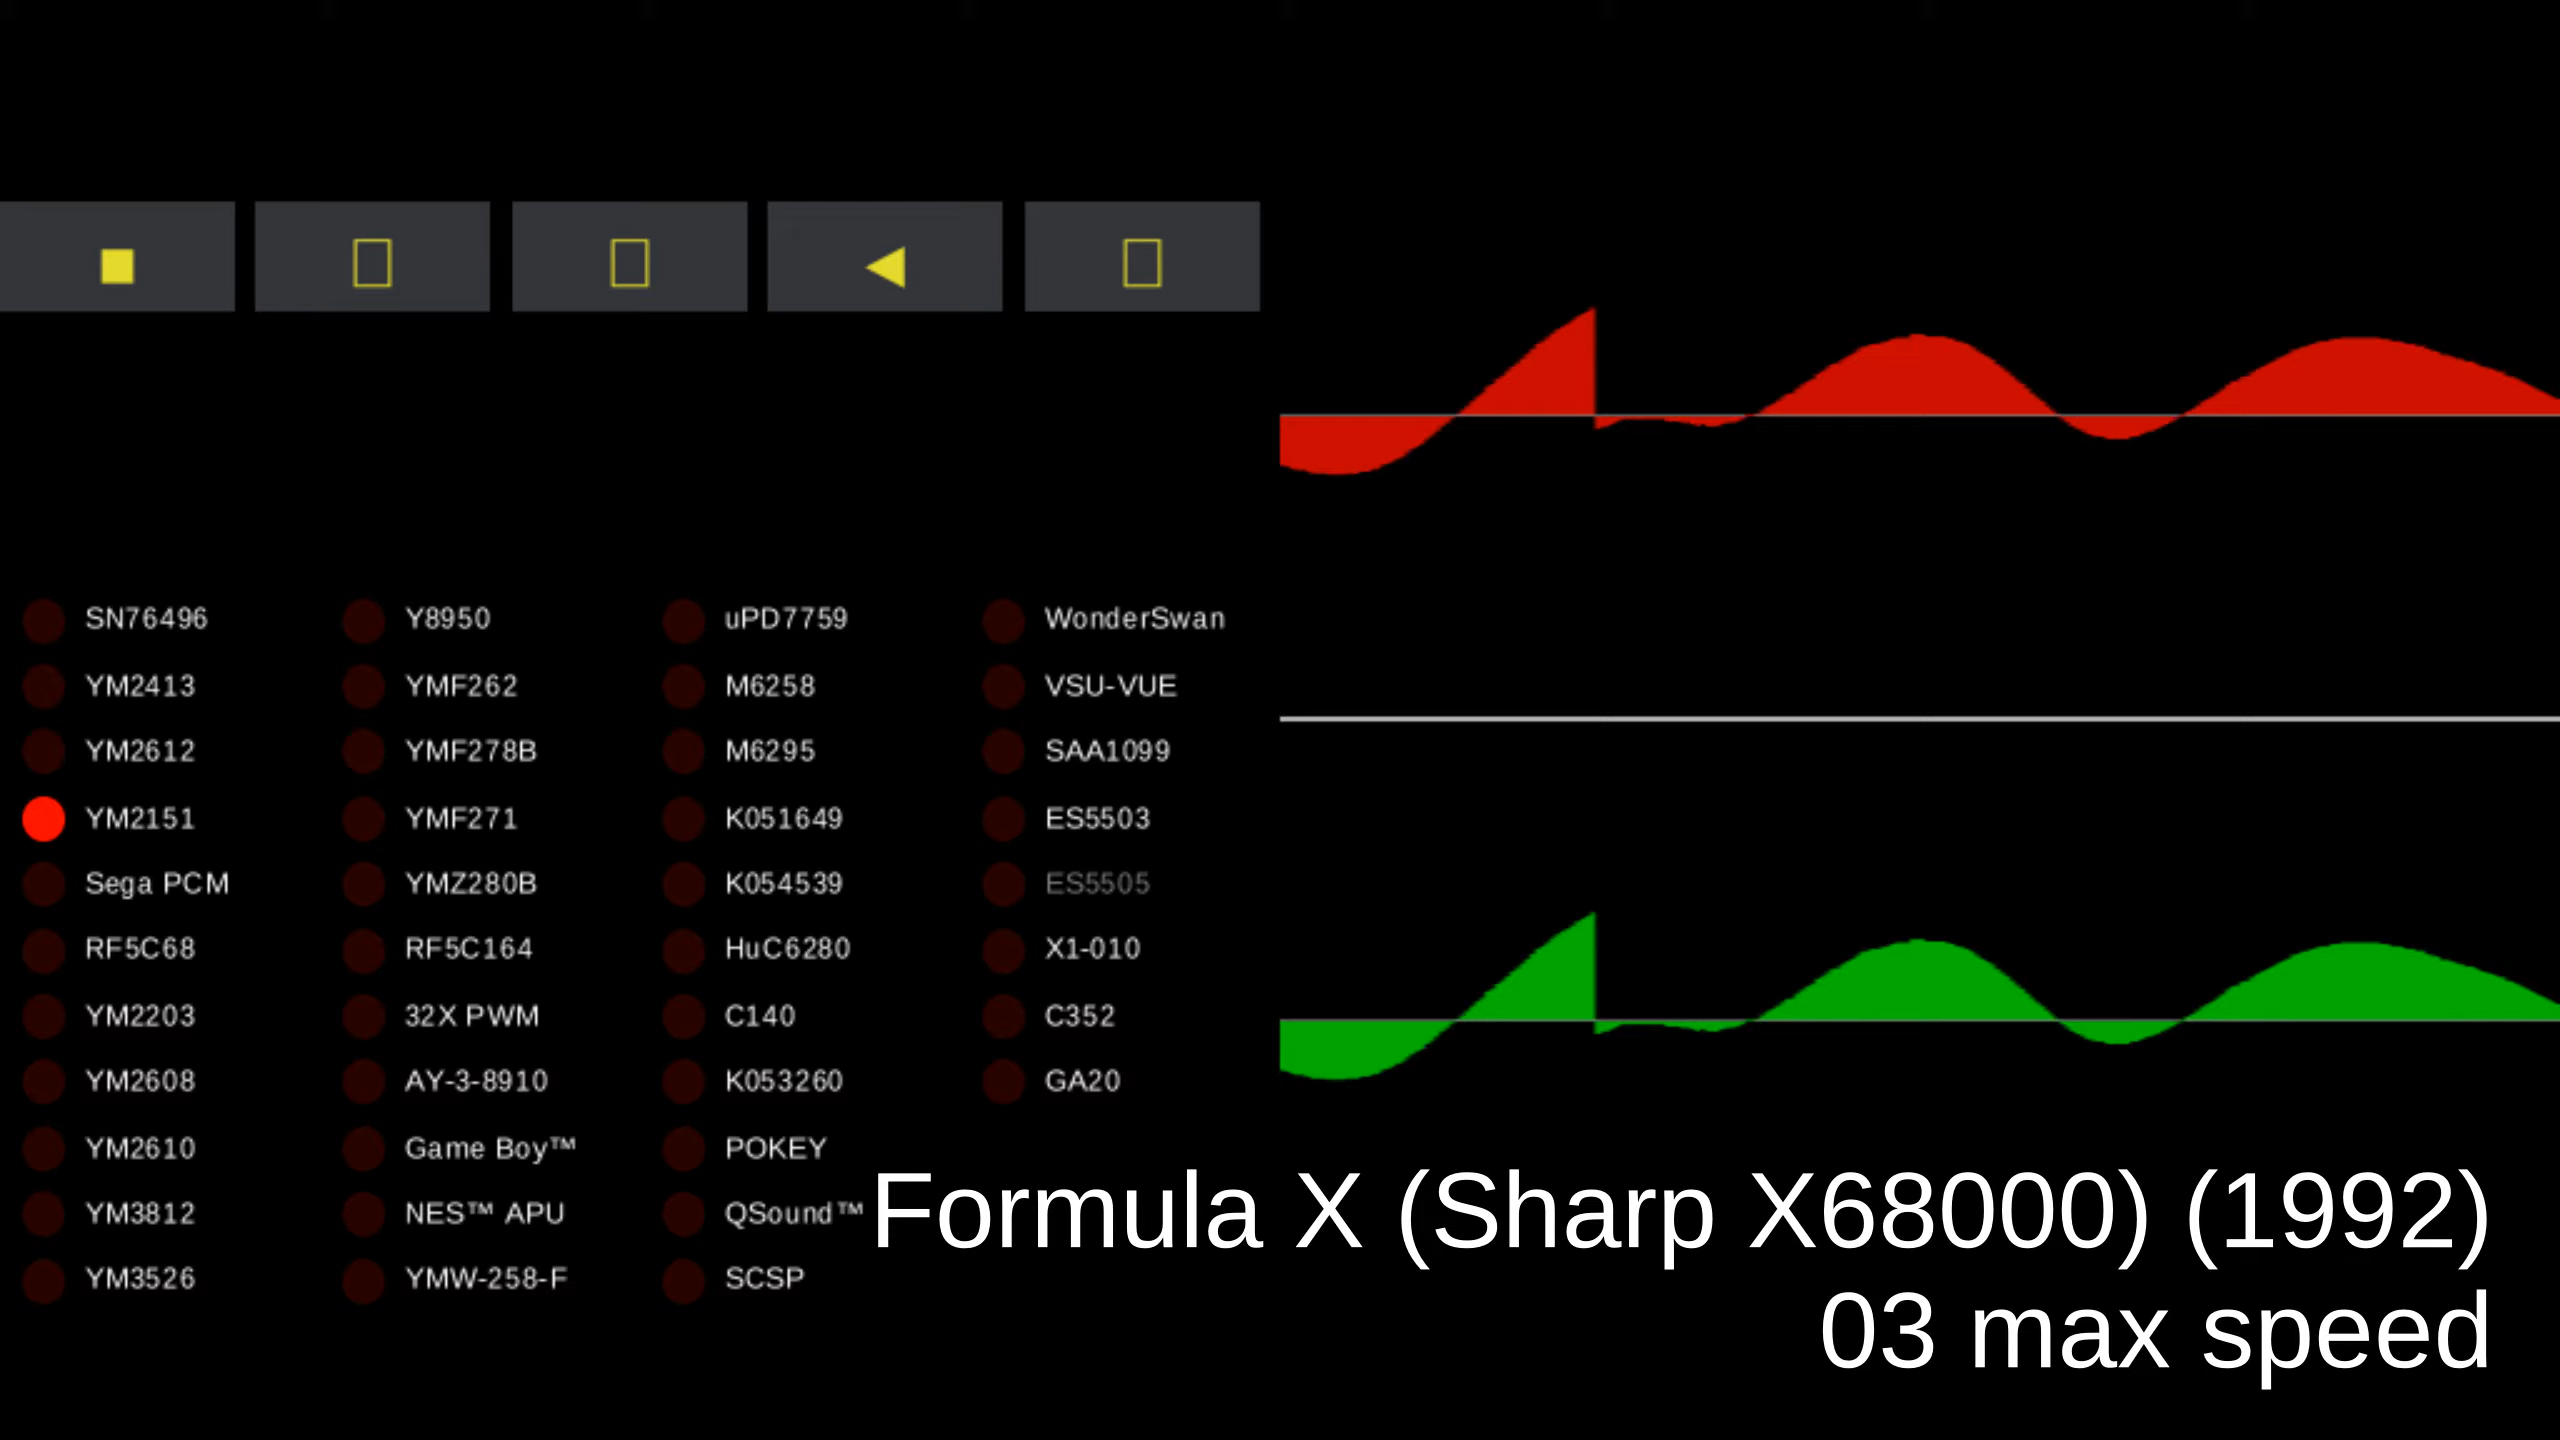 SN76496
YM2413
YM2612
YM2151
Sega PCM
RF5C68
YM2203
YM2608
YM2610
YM3812
YM3526
Y8950
YMF262
YMF278B
YMF271
YMZ280B
RF5C164
32X PWM
AY-3-8910
Game Boy™
NES™ APU
YMW-258-F
uPD7759
M6258
M6295
K051649
K054539
HuC6280
C140
K053260
POKEY
QSound™
SCSP
WonderSwan
VSU-VUE
SAA1099
ES5503
ES5505
X1-010
C352
GA20
Formula X (Sharp X68000) (1992)
03 max speed